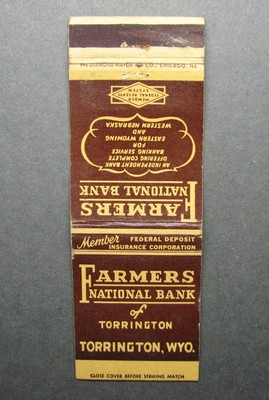 THE DIAMOND MATCH CO., CHICAGO, ILL.
MEMBER
FEDERAL RESERVE
SYSTEM
FARMERS
NATIONAL BANK
AN INDEPENDENT BANK
OFFERING COMPLETE
BANKING SERVICE
FOR
EASTERN WYOMING
AND
WESTERN NEBRASKA
Member FEDERAL DEPOSIT
INSURANCE CORPORATION
FARMERS
NATIONAL BANK
of
TORRINGTON
TORRINGTON, WYO.
CLOSE COVER BEFORE STRIKING MATCH